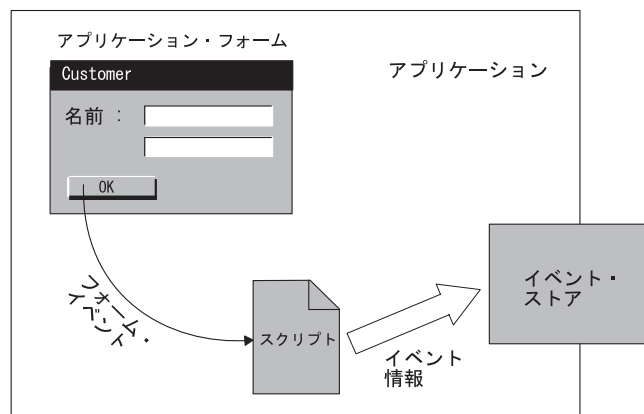 アプリケーション・フォーム
アプリケーション
Customer
名前 :
OK
フォーム・
イベント
スクリプト
イベント
情報
イベント・
ストア